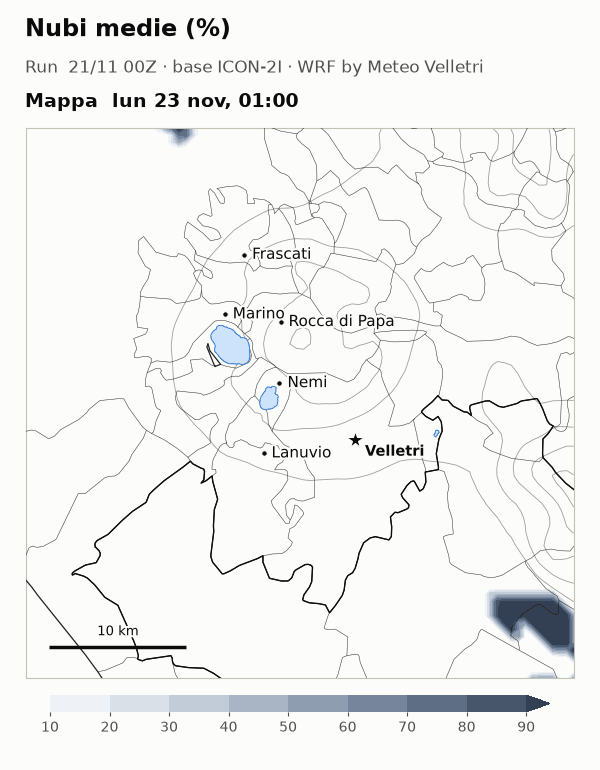 Nubi medie (%)
Run  21/11 00Z · base ICON-2I · WRF by Meteo Velletri
Mappa  lun 23 nov, 01:00
Frascati
Marino
Rocca di Papa
Nemi
Velletri
Lanuvio
10 km
10 20 30 40 50 60 70 80 90